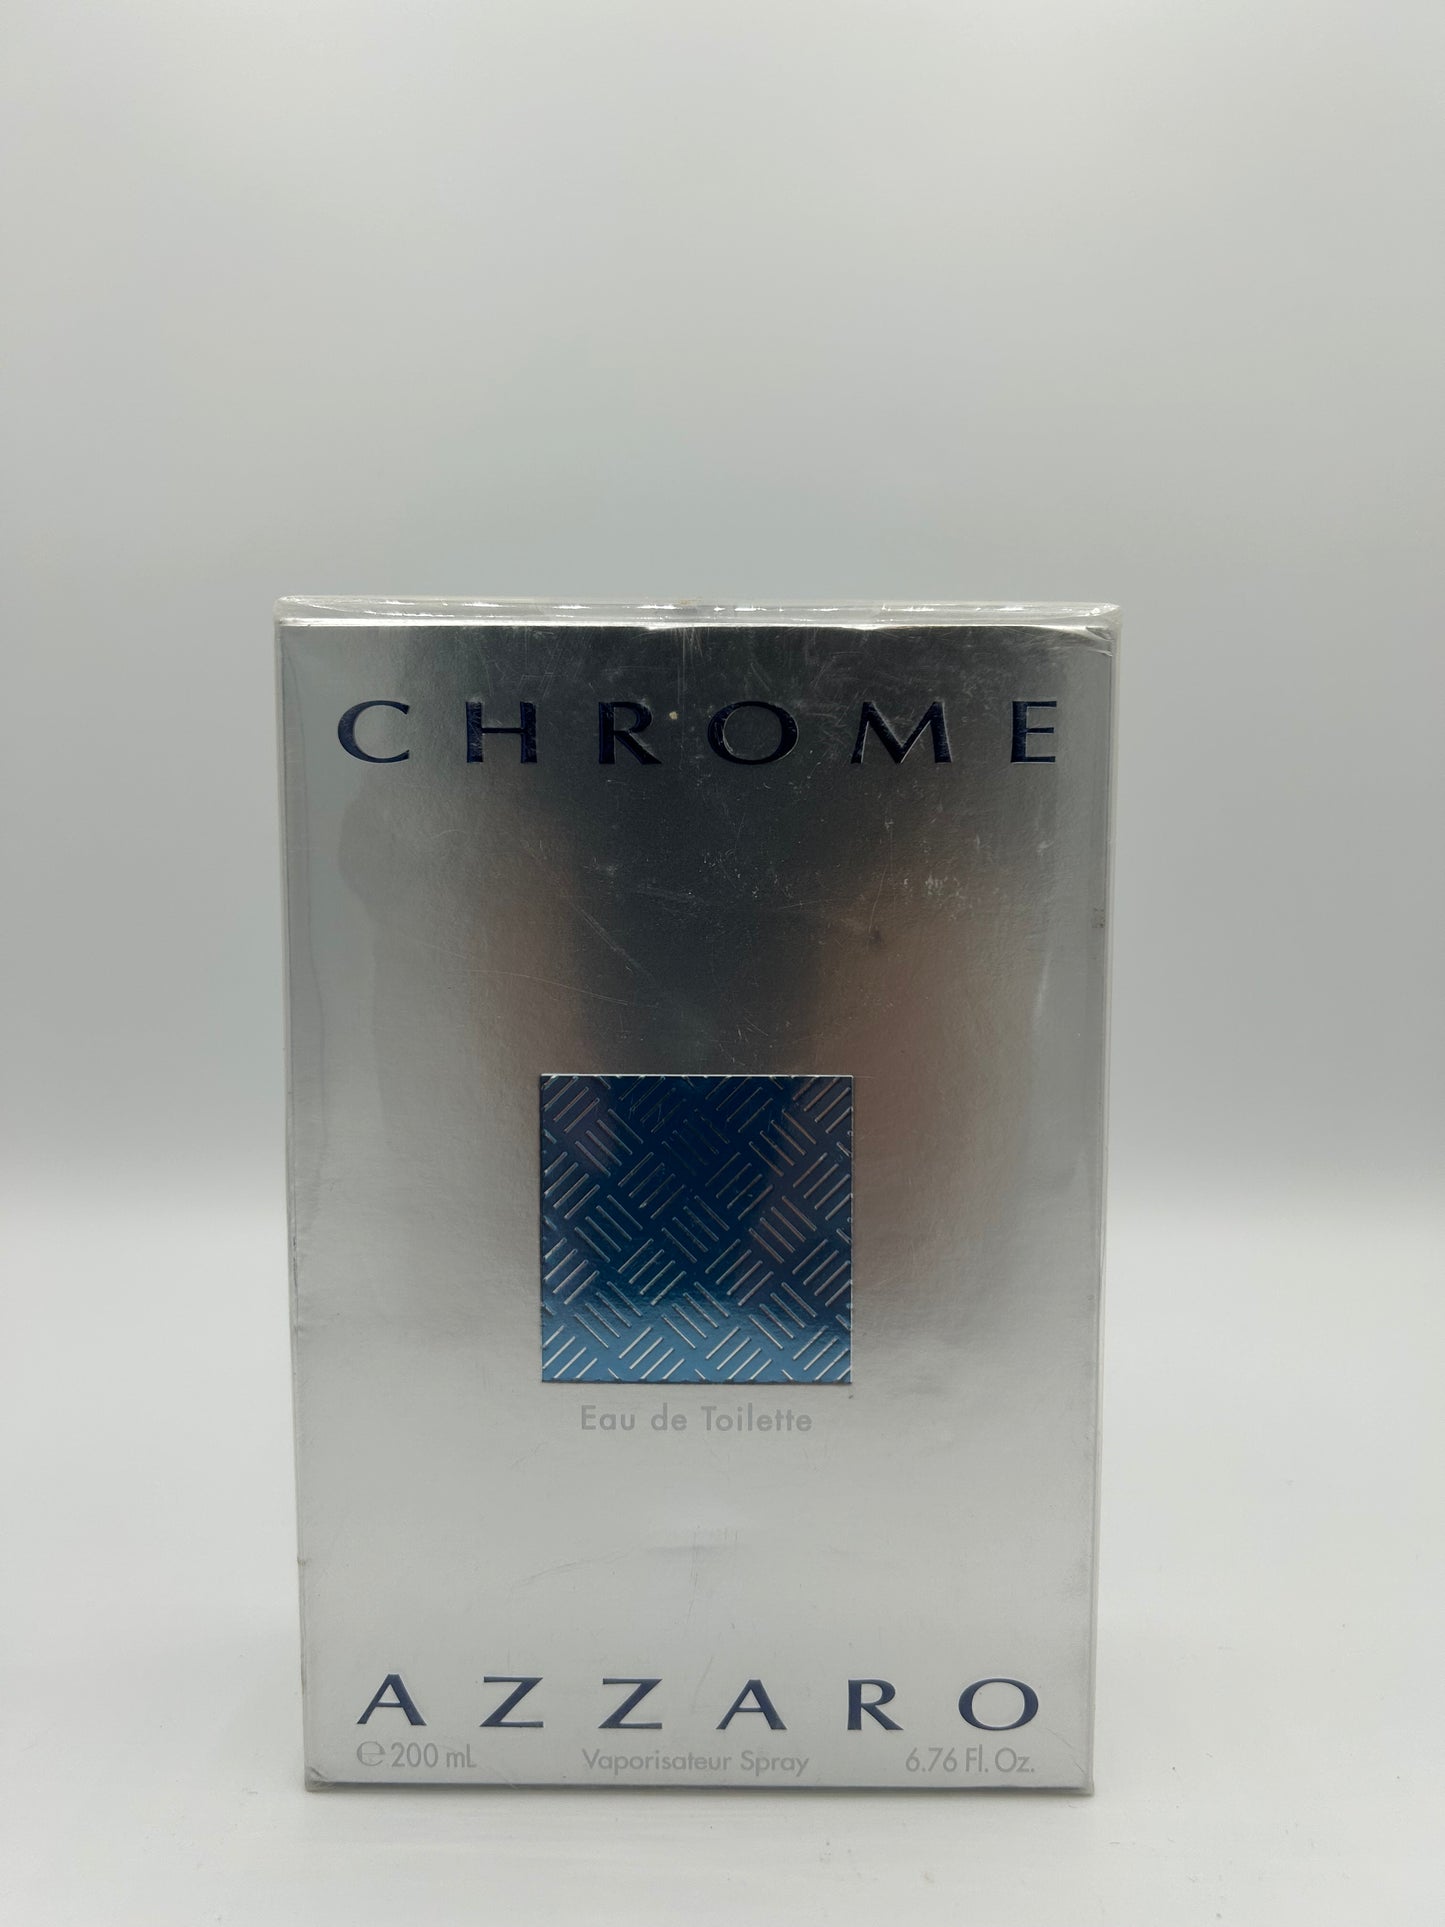 CHROME
Eau de Toilette
AZZARO
℮200 mL Vaporisateur Spray 6.76 Fl. Oz.